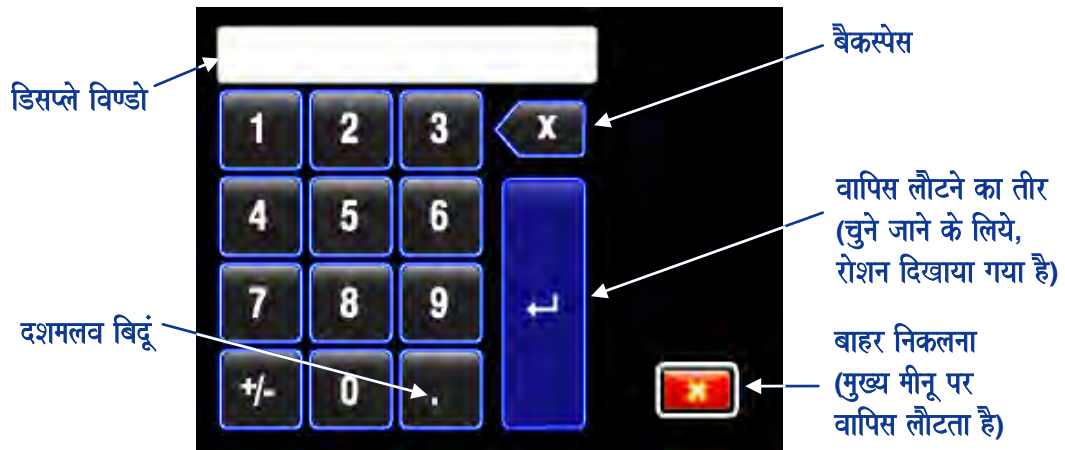 बैकस्पेस
डिसप्ले विण्डो
1 2 3 X
वापिस लौटने का तीर
(चुने जाने के लिये,
रोशन दिखाया गया है)
4 5 6
7 8 9
दशमलव बिदूं
बाहर निकलना
(मुख्य मीनू पर
वापिस लौटता है)
+/- 0 .
x